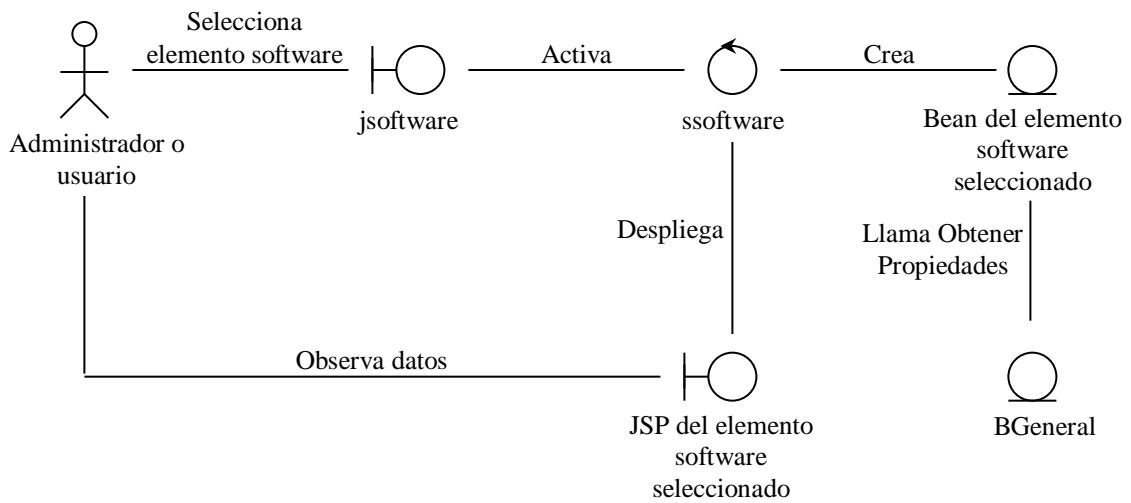 Selecciona
elemento software
Activa
Crea
Administrador o
usuario
jsoftware
ssoftware
Bean del elemento
software
seleccionado
Despliega
Llama Obtener
Propiedades
Observa datos
JSP del elemento
software
seleccionado
BGeneral